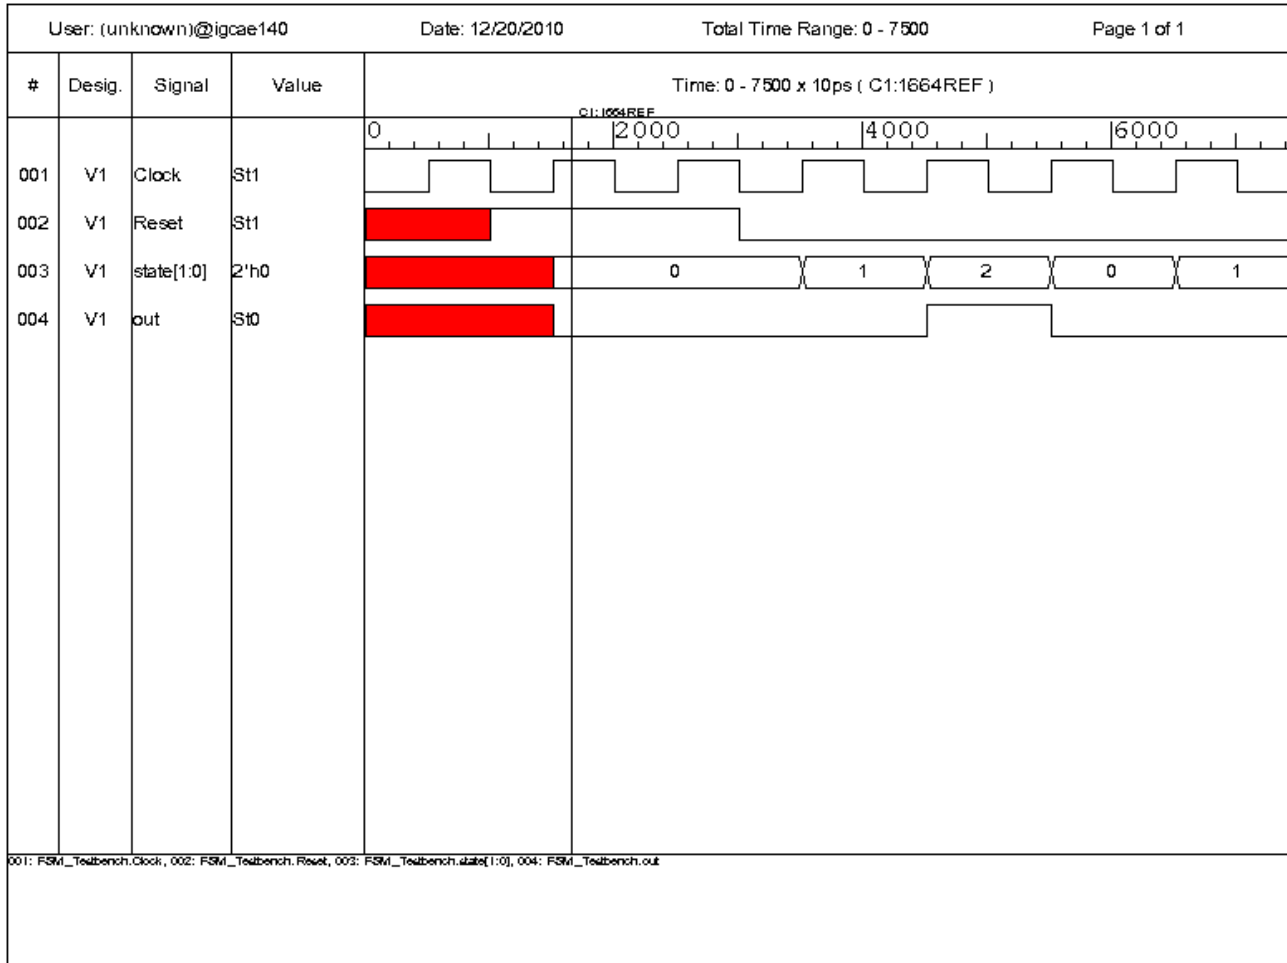 User: (unknown)@igcae140 Date: 12/20/2010 Total Time Range: 0 - 7500 Page 1 of 1
# Desig. Signal Value Time: 0 - 7500 x 10ps ( C1:1664REF )
C1:1664REF
0 2000 4000 6000
001 V1 Clock St1
002 V1 Reset St1
003 V1 state[1:0] 2'h0 0 1 2 0 1
004 V1 out St0
001: FSM_Testbench.Clock, 002: FSM_Testbench.Reset, 003: FSM_Testbench.state[1:0], 004: FSM_Testbench.out